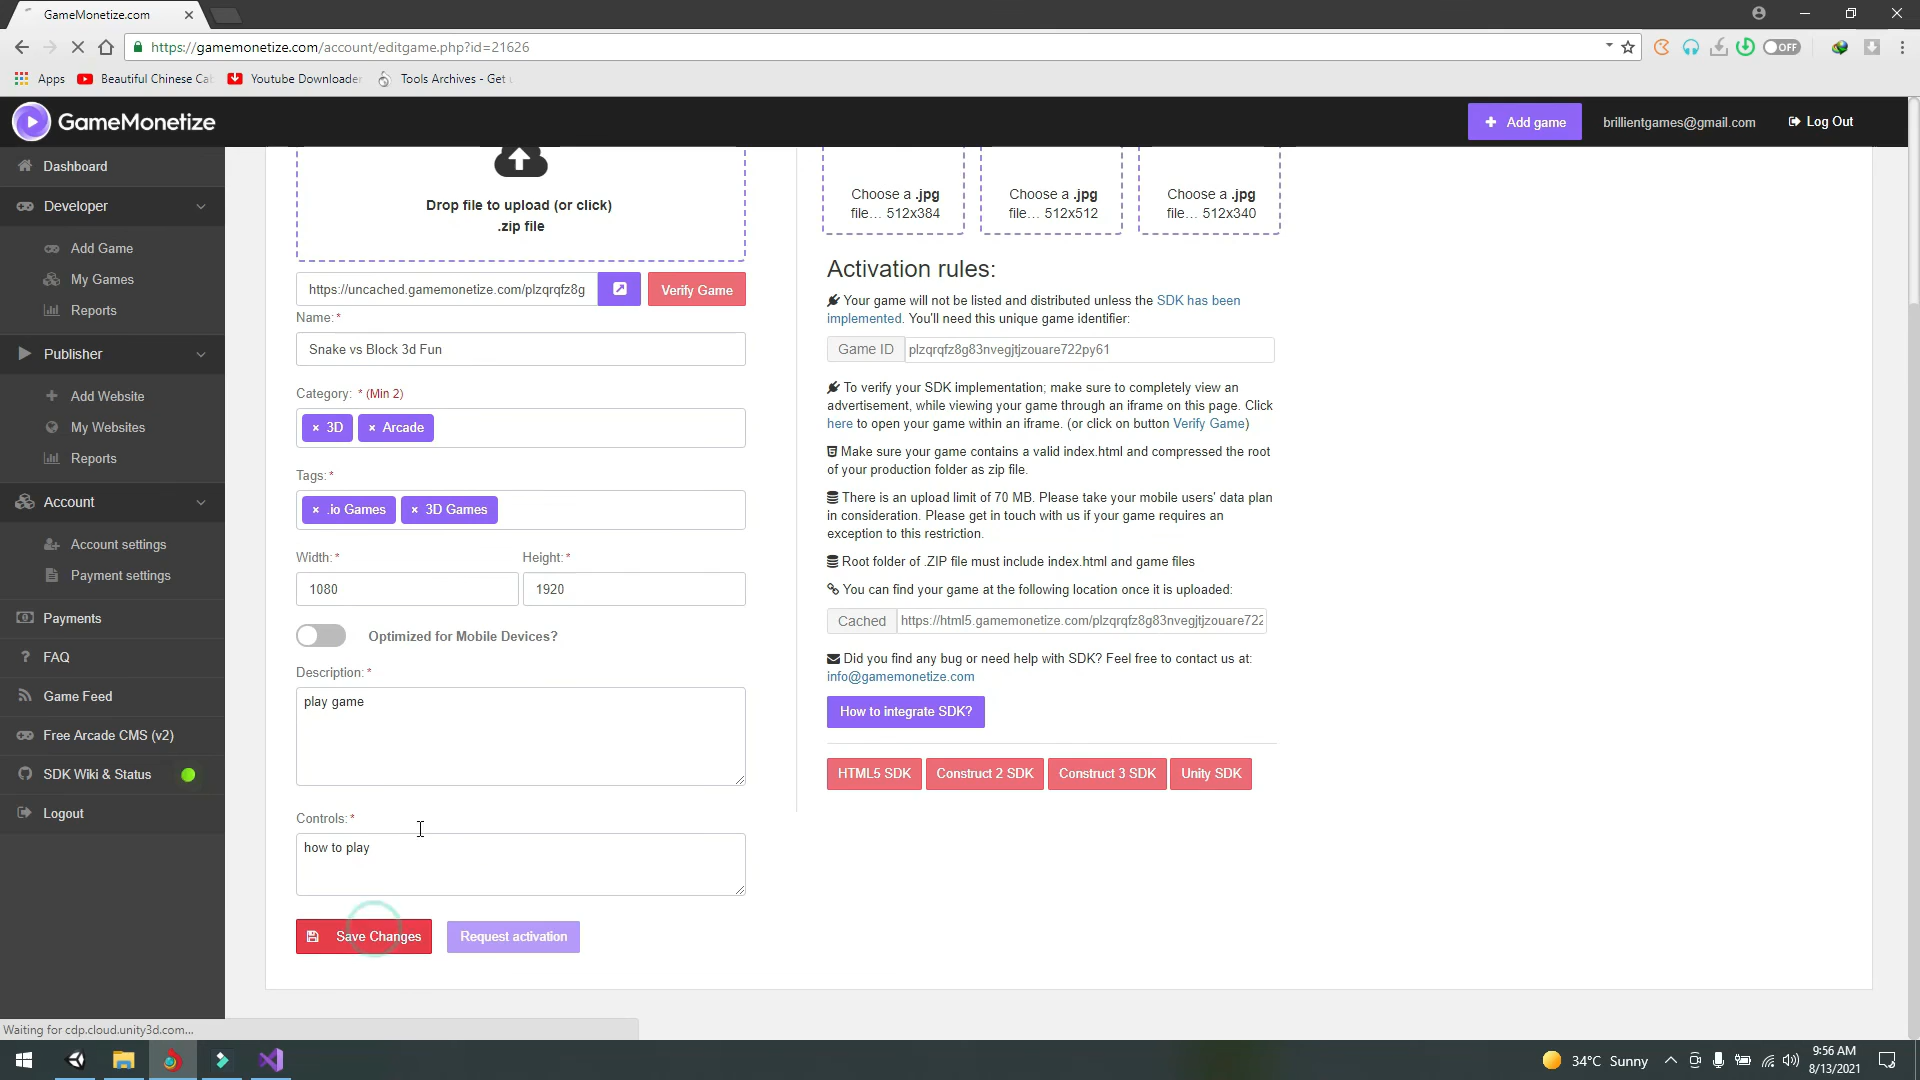 GameMonetize.com
https://gamemonetize.com/account/editgame.php?id=21626
OFF
Apps
Beautiful Chinese Ca
Youtube Downloader
Tools Archives - Get
GameMonetize
Add game
brillientgames@gmail.com
Log Out
Dashboard
Developer
Add Game
My Games
Reports
Publisher
Add Website
My Websites
Reports
Account
Account settings
Payment settings
Payments
FAQ
Game Feed
Free Arcade CMS (v2)
SDK Wiki & Status
Logout
Drop file to upload (or click)
.zip file
https://uncached.gamemonetize.com/plzqrqfz8g
Verify Game
Name: *
Snake vs Block 3d Fun
Category: * (Min 2)
× 3D
× Arcade
Tags: *
× .io Games
× 3D Games
Width: *
Height: *
1080
1920
Optimized for Mobile Devices?
Description: *
play game
Controls: *
how to play
Save Changes
Request activation
Choose a .jpg
file… 512x384
Choose a .jpg
file… 512x512
Choose a .jpg
file… 512x340
Activation rules:
Your game will not be listed and distributed unless the SDK has been
implemented. You'll need this unique game identifier:
Game ID
plzqrqfz8g83nvegjtjzouare722py61
To verify your SDK implementation; make sure to completely view an
advertisement, while viewing your game through an iframe on this page. Click
here to open your game within an iframe. (or click on button Verify Game)
Make sure your game contains a valid index.html and compressed the root
of your production folder as zip file.
There is an upload limit of 70 MB. Please take your mobile users' data plan
in consideration. Please get in touch with us if your game requires an
exception to this restriction.
Root folder of .ZIP file must include index.html and game files
You can find your game at the following location once it is uploaded:
Cached
https://html5.gamemonetize.com/plzqrqfz8g83nvegjtjzouare722
Did you find any bug or need help with SDK? Feel free to contact us at:
info@gamemonetize.com
How to integrate SDK?
HTML5 SDK
Construct 2 SDK
Construct 3 SDK
Unity SDK
Waiting for cdp.cloud.unity3d.com...
34°C Sunny
9:56 AM
8/13/2021